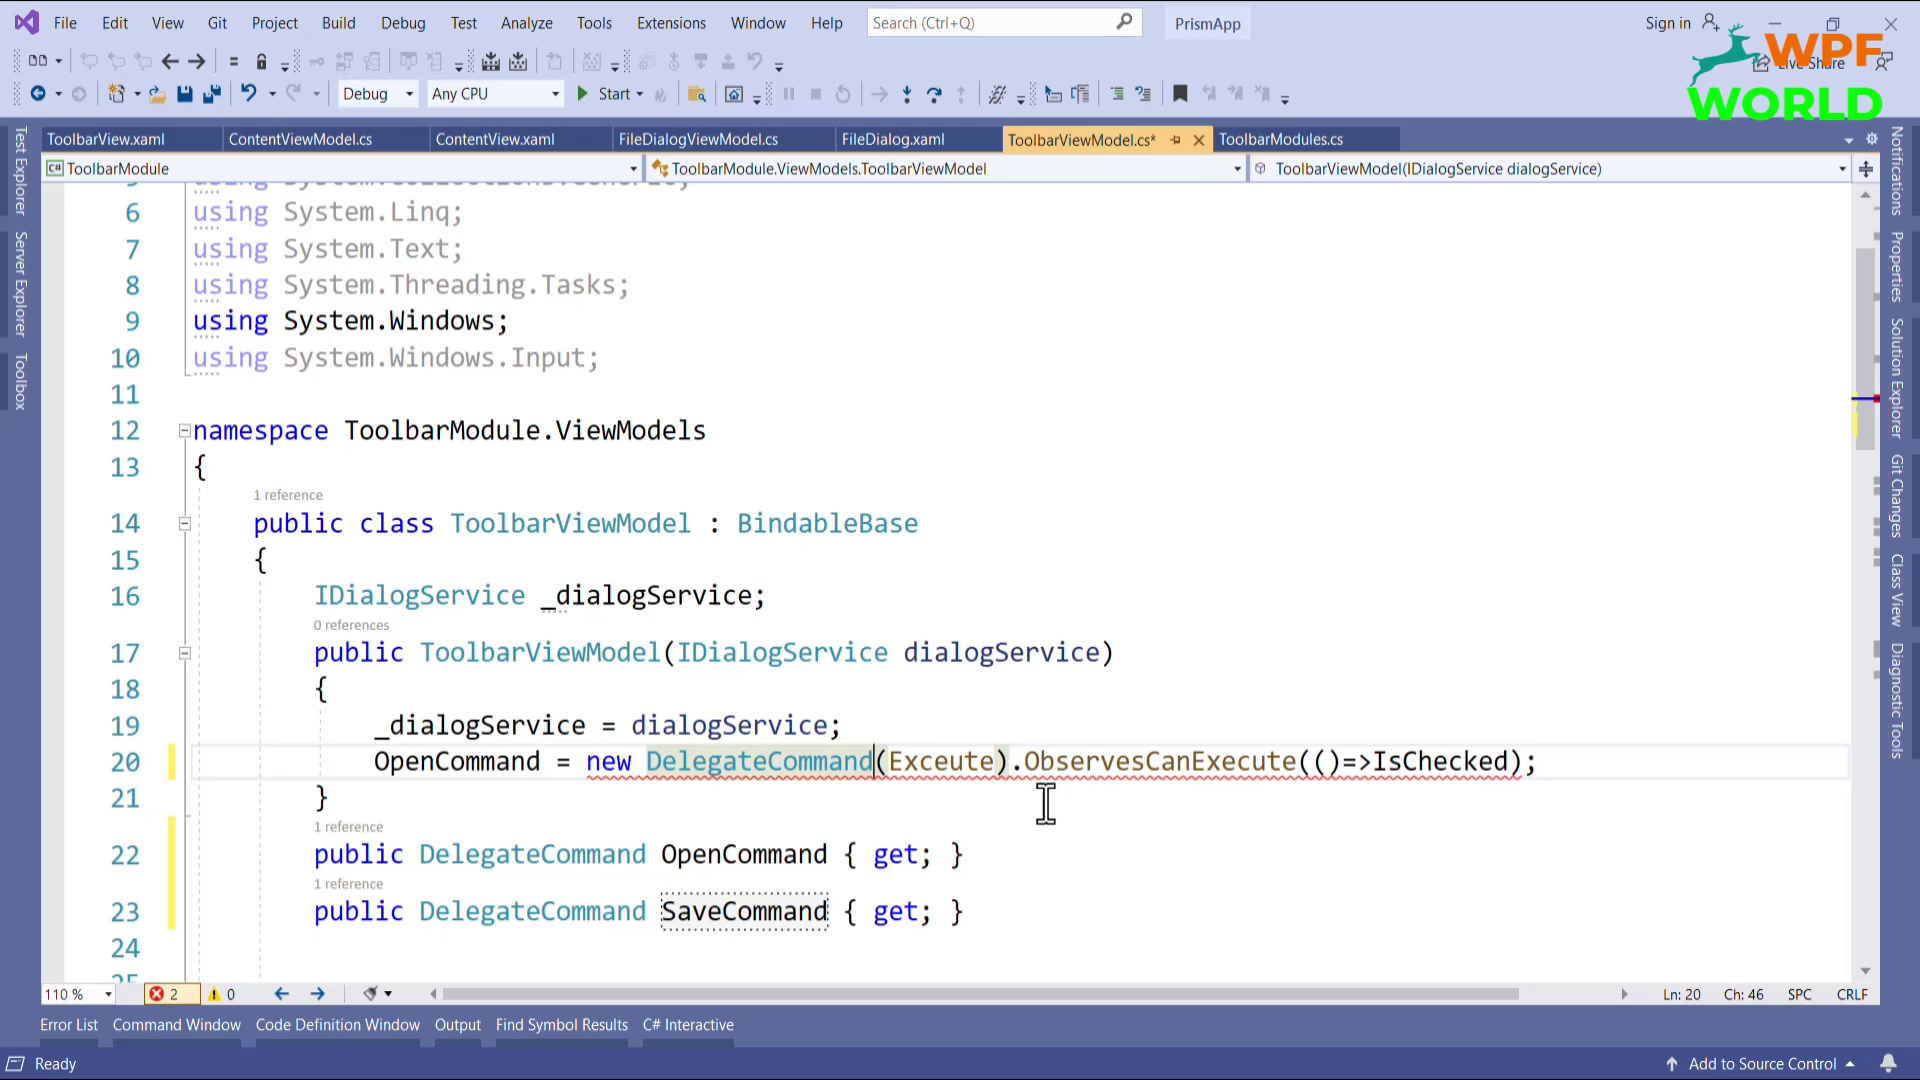 File Edit View Git Project Build Debug Test Analyze Tools Extensions Window Help Search (Ctrl+Q) PrismApp Sign in
WPF
Live Share
WORLD
Debug Any CPU Start
ToolbarView.xaml ContentViewModel.cs ContentView.xaml FileDialogViewModel.cs FileDialog.xaml ToolbarViewModel.cs* ToolbarModules.cs
C# ToolbarModule ToolbarModule.ViewModels.ToolbarViewModel ToolbarViewModel(IDialogService dialogService)
Test Explorer
Server Explorer
Toolbox
Notifications
Properties
Solution Explorer
Git Changes
Class View
Diagnostic Tools
6 using System.Linq;
7 using System.Text;
8 using System.Threading.Tasks;
9 using System.Windows;
10 using System.Windows.Input;
11
12 namespace ToolbarModule.ViewModels
13 {
1 reference
14 public class ToolbarViewModel : BindableBase
15 {
16 IDialogService _dialogService;
0 references
17 public ToolbarViewModel(IDialogService dialogService)
18 {
19 _dialogService = dialogService;
20 OpenCommand = new DelegateCommand(Exceute).ObservesCanExecute(()=>IsChecked);
21 }
1 reference
22 public DelegateCommand OpenCommand { get; }
1 reference
23 public DelegateCommand SaveCommand { get; }
24
110 % 2 0 Ln: 20 Ch: 46 SPC CRLF
Error List Command Window Code Definition Window Output Find Symbol Results C# Interactive
Ready Add to Source Control